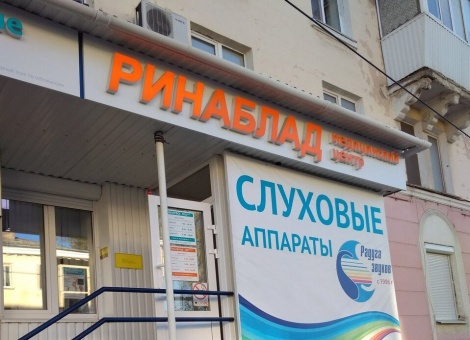 РИНАБЛАД
медицинский
центр
СЛУХОВЫЕ
АППАРАТЫ
Радуга
звуков